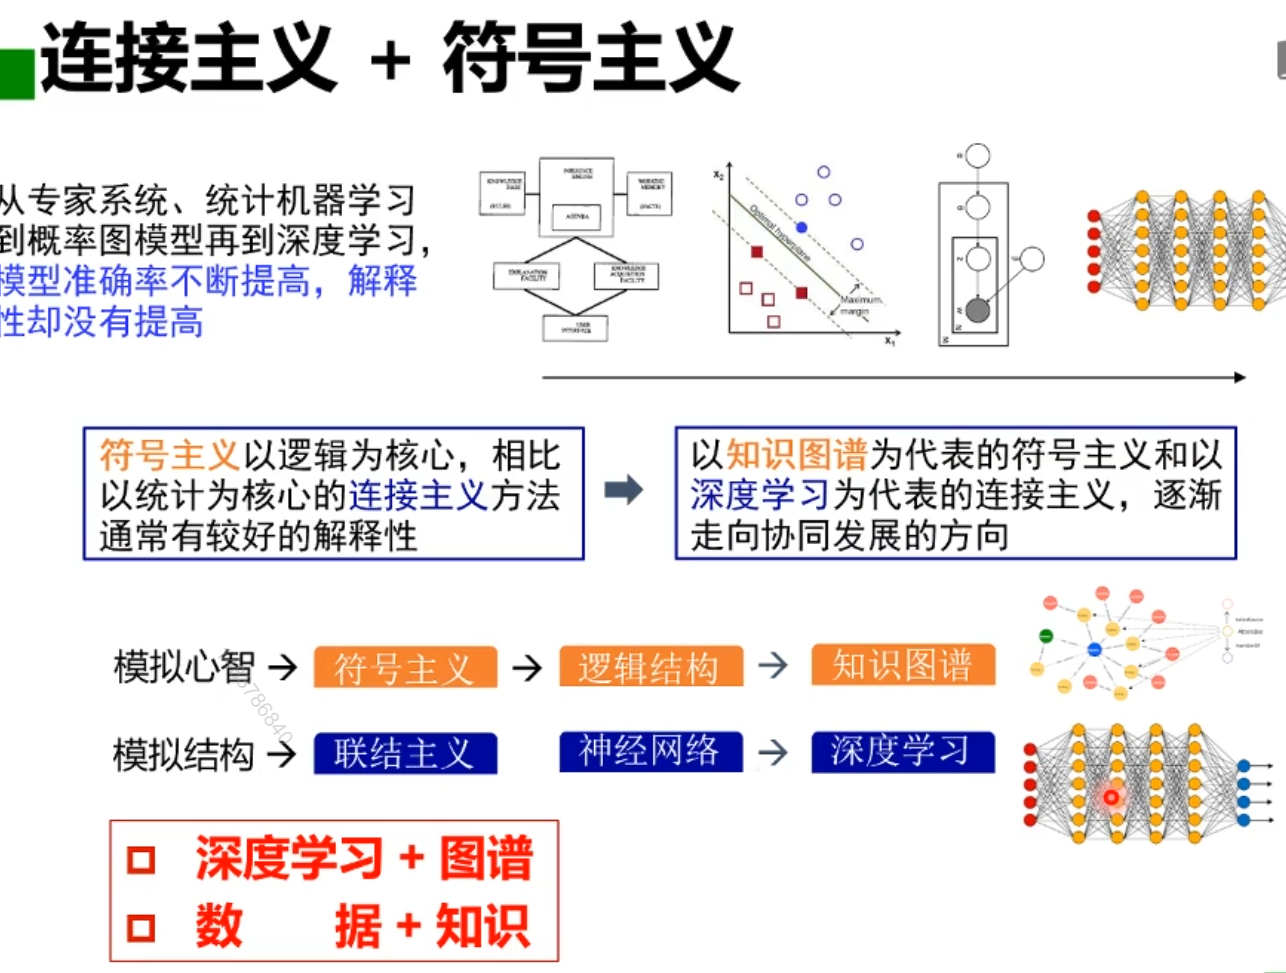 连接主义 + 符号主义
从专家系统、统计机器学习
到概率图模型再到深度学习，
模型准确率不断提高，解释
性却没有提高
KNOWLEDGE
BASE
(RULES)
INFERENCE
ENGINE
AGENDA
WORKING
MEMORY
(FACTS)
EXPLANATION
FACILITY
KNOWLEDGE
ACQUISITION
FACILITY
USER
INTERFACE
x₂
Optimal hyperplane
Maximum
margin
x₁
符号主义以逻辑为核心，相比
以统计为核心的连接主义方法
通常有较好的解释性
以知识图谱为代表的符号主义和以
深度学习为代表的连接主义，逐渐
走向协同发展的方向
模拟心智 → 符号主义 → 逻辑结构 → 知识图谱
模拟结构 → 联结主义 神经网络 → 深度学习
深度学习 + 图谱
数 据 + 知识